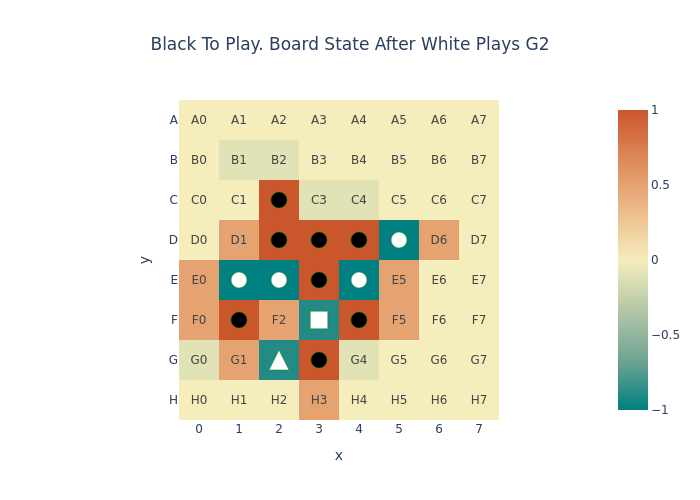 Black To Play. Board State After White Plays G2
A A0 A1 A2 A3 A4 A5 A6 A7
B B0 B1 B2 B3 B4 B5 B6 B7
C C0 C1 C3 C4 C5 C6 C7
D D0 D1 D6 D7
E E0 E5 E6 E7
F F0 F2 F5 F6 F7
G G0 G1 G4 G5 G6 G7
H H0 H1 H2 H3 H4 H5 H6 H7
0 1 2 3 4 5 6 7
x
y
1
0.5
0
−0.5
−1